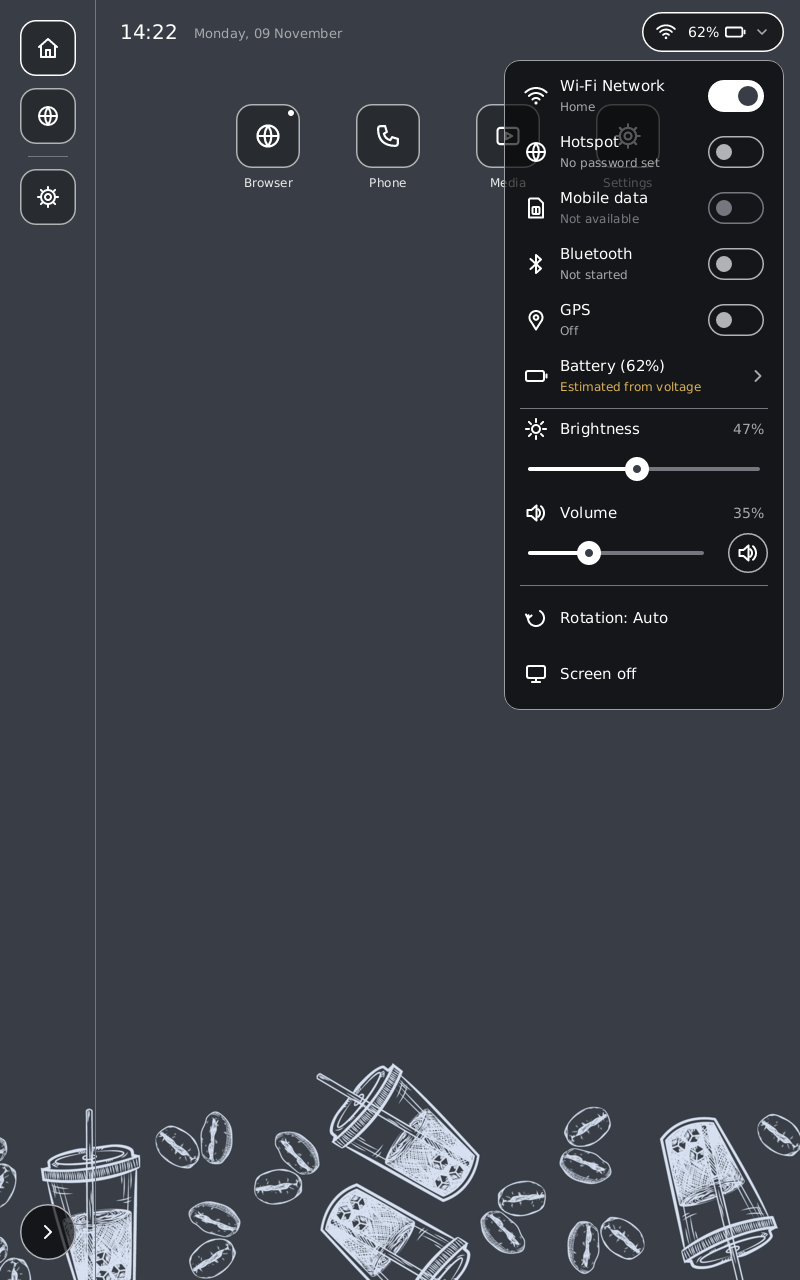 14:22 Monday, 09 November
62%
Browser
Phone
Media
Settings
Wi-Fi Network
Home
Hotspot
No password set
Mobile data
Not available
Bluetooth
Not started
GPS
Off
Battery (62%)
Estimated from voltage
Brightness 47%
Volume 35%
Rotation: Auto
Screen off